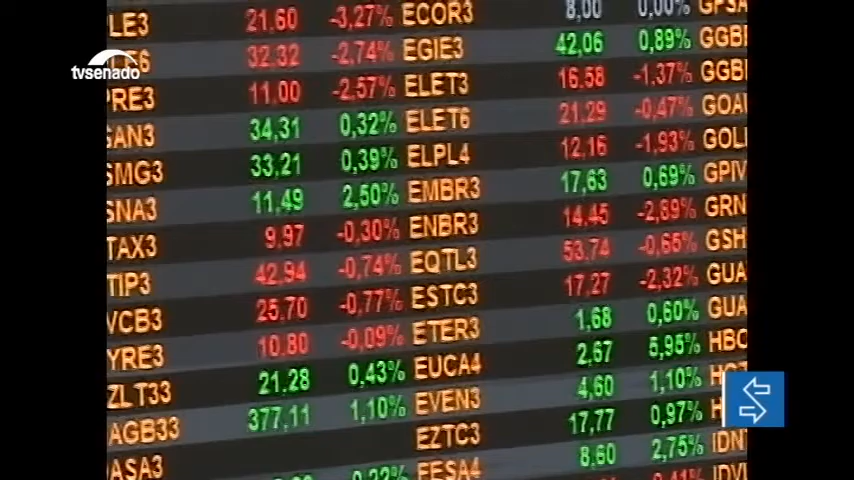 tvsenado
LE3 21,60 -3,27% ECOR3 8,00 0,00%
LE6 32,32 -2,74% EGIE3 42,06 0,89% GGB
PRE3 11,00 -2,57% ELET3 16,58 -1,37% GGB
SAN3 34,31 0,32% ELET6 21,29 -0,47% GOA
SMG3 33,21 0,39% ELPL4 12,16 -1,93% GOL
SNA3 11,49 2,50% EMBR3 17,63 0,69% GPIV
TAX3 9,97 -0,30% ENBR3 14,45 -2,89% GRN
TIP3 42,94 -0,74% EQTL3 53,74 -0,65% GSH
VCB3 25,70 -0,77% ESTC3 17,27 -2,32% GUA
YRE3 10,80 -0,09% ETER3 1,68 0,60% GUA
ZLT33 21,28 0,43% EUCA4 2,67 5,95%
AGB33 377,11 1,10% EVEN3 4,60 1,10%
ASA3 EZTC3 17,77 0,97%
FESA4 8,60 2,75%